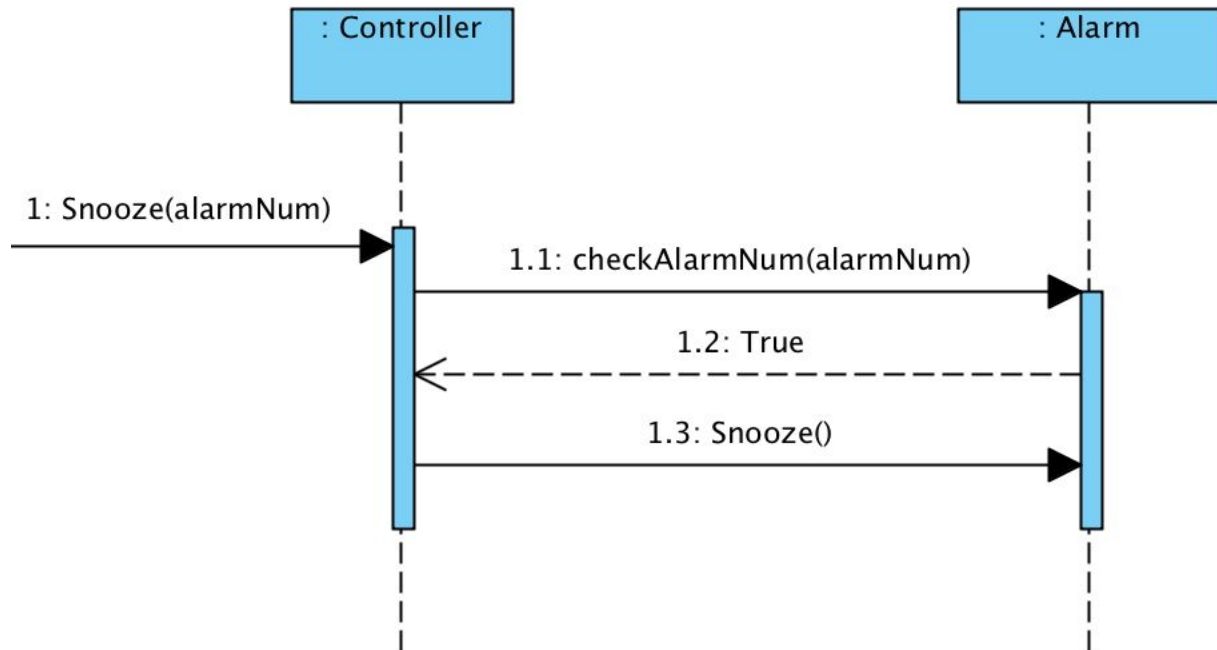 : Controller
: Alarm
1: Snooze(alarmNum)
1.1: checkAlarmNum(alarmNum)
1.2: True
1.3: Snooze()